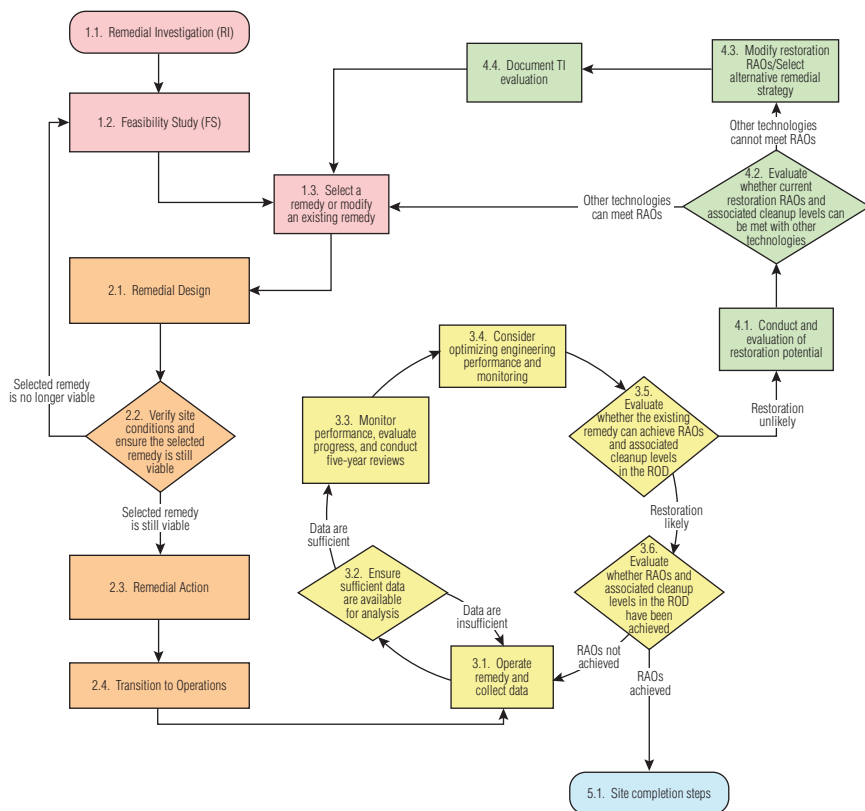 1.1. Remedial Investigation (RI)
1.2. Feasibility Study (FS)
1.3. Select a
remedy or modify
an existing remedy
2.1. Remedial Design
Selected remedy
is no longer viable
2.2. Verify site
conditions and
ensure the selected
remedy is still
viable
Selected remedy
is still viable
2.3. Remedial Action
2.4. Transition to Operations
3.1. Operate
remedy and
collect data
3.2. Ensure
sufficient data
are available
for analysis
Data are
insufficient
Data are
sufficient
3.3. Monitor
performance, evaluate
progress, and conduct
five-year reviews
3.4. Consider
optimizing engineering
performance and
monitoring
3.5.
Evaluate
whether the existing
remedy can achieve RAOs
and associated
cleanup levels
in the ROD
Restoration
unlikely
Restoration
likely
3.6.
Evaluate
whether RAOs and
associated cleanup
levels in the ROD
have been
achieved
RAOs not
achieved
RAOs
achieved
4.1. Conduct and
evaluation of
restoration potential
4.2. Evaluate
whether current
restoration RAOs and
associated cleanup levels can
be met with other
technologies
Other technologies
can meet RAOs
Other technologies
cannot meet RAOs
4.3. Modify restoration
RAOs/Select
alternative remedial
strategy
4.4. Document TI
evaluation
5.1. Site completion steps